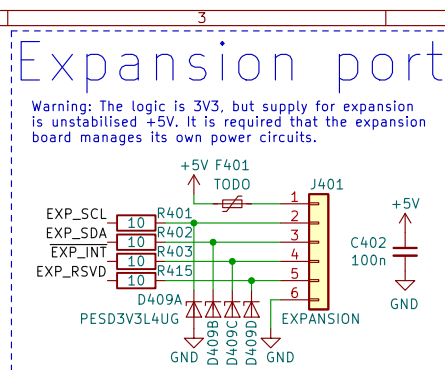 3
Expansion port
Warning: The logic is 3V3, but supply for expansion
is unstabilised +5V. It is required that the expansion
board manages its own power circuits.
+5V F401
TODO
J401
1
EXP_SCL 10 R401 2
EXP_SDA 10 R402 3
EXP_INT 10 R403 4
EXP_RSVD 10 R415 5
6
D409A
PESD3V3L4UG
D409B
D409C
D409D
EXPANSION
GND
GND
+5V
C402
100n
GND